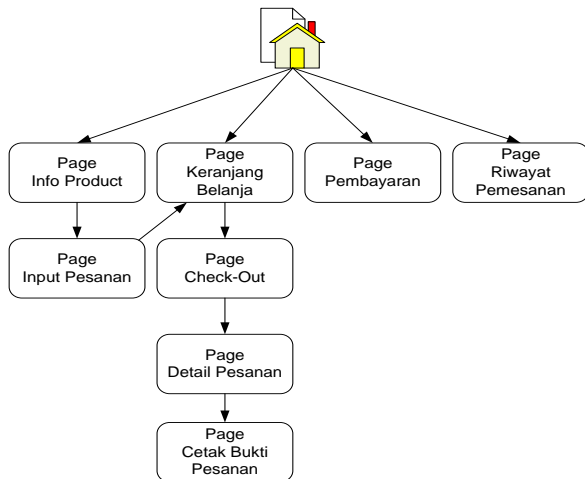 Page
Info Product
Page
Keranjang
Belanja
Page
Pembayaran
Page
Riwayat
Pemesanan
Page
Input Pesanan
Page
Check-Out
Page
Detail Pesanan
Page
Cetak Bukti
Pesanan